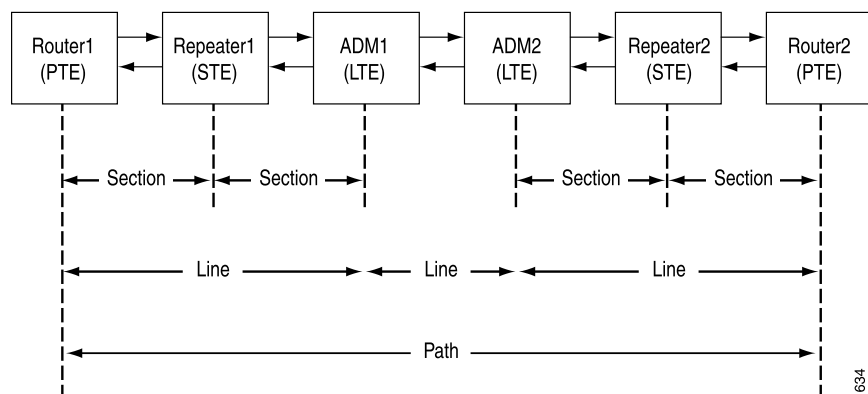 Router1
(PTE)
Repeater1
(STE)
ADM1
(LTE)
ADM2
(LTE)
Repeater2
(STE)
Router2
(PTE)
Section
Section
Section
Section
Line
Line
Line
Path
634